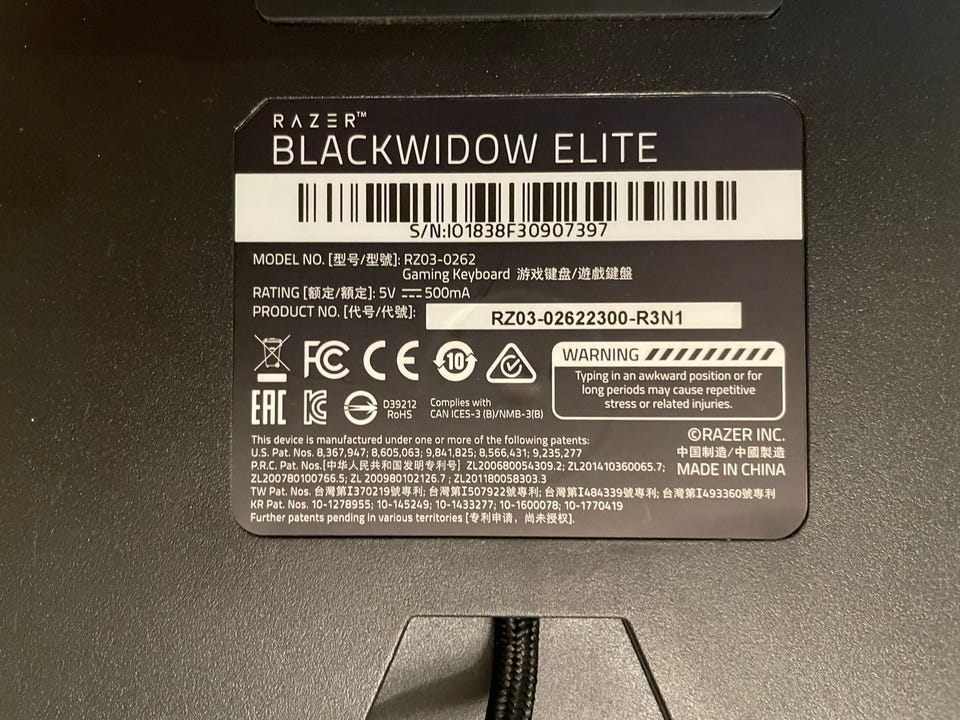 RAZER™
BLACKWIDOW ELITE
S/N:IO1838F30907397
MODEL NO. [型号/型號]: RZ03-0262
Gaming Keyboard 游戏键盘/遊戲鍵盤
RATING [额定/額定]: 5V ⎓ 500mA
PRODUCT NO. [代号/代號]: RZ03-02622300-R3N1
FC CE 10
WARNING
Typing in an awkward position or for
long periods may cause repetitive
stress or related injuries.
EAC D39212
RoHS
Complies with
CAN ICES-3 (B)/NMB-3(B)
©RAZER INC.
中国制造/中國製造
MADE IN CHINA
This device is manufactured under one or more of the following patents:
U.S. Pat. Nos. 8,367,947; 8,605,063; 9,841,825; 8,566,431; 9,235,277
P.R.C. Pat. Nos.[中华人民共和国发明专利号] ZL200680054309.2; ZL201410360065.7;
ZL200780100766.5; ZL 200980102126.7 ; ZL201180058303.3
TW Pat. Nos. 台灣第I370219號專利; 台灣第I507922號專利; 台灣第I484339號專利; 台灣第I493360號專利
KR Pat. Nos. 10-1278955; 10-145249; 10-1433277; 10-1600078; 10-1770419
Further patents pending in various territories [专利申请，尚未授权].